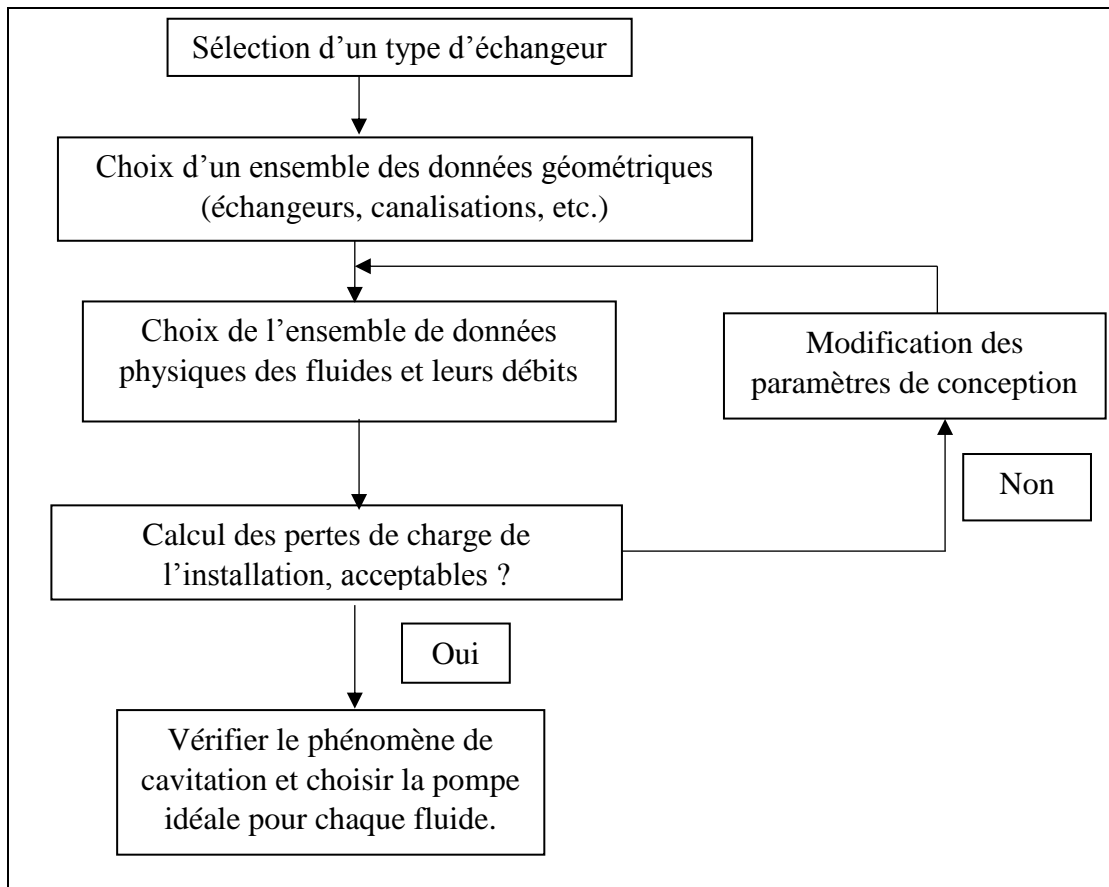 Sélection d’un type d’échangeur
Choix d’un ensemble des données géométriques
(échangeurs, canalisations, etc.)
Choix de l’ensemble de données
physiques des fluides et leurs débits
Modification des
paramètres de conception
Non
Calcul des pertes de charge de
l’installation, acceptables ?
Oui
Vérifier le phénomène de
cavitation et choisir la pompe
idéale pour chaque fluide.